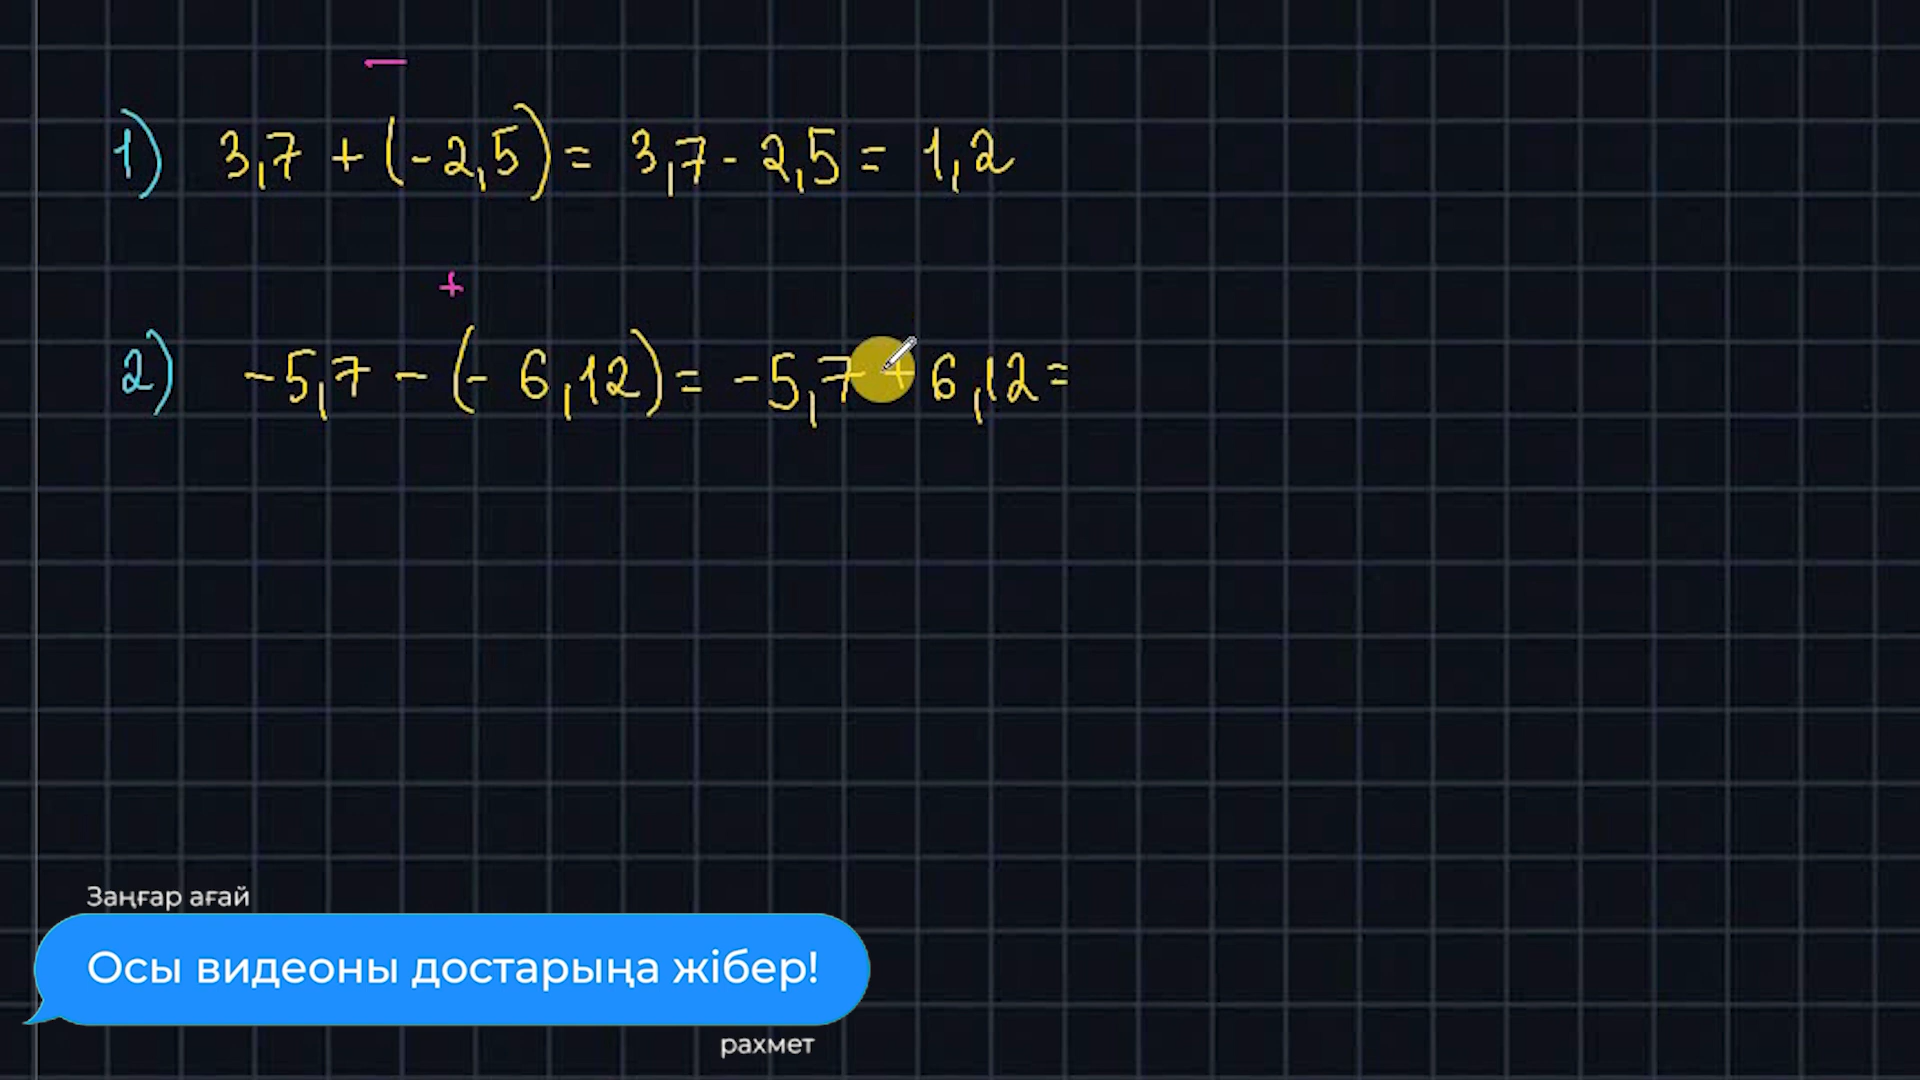 −
1) 3,7 + (-2,5) = 3,7 - 2,5 = 1,2
+
2) -5,7 - (- 6,12) = -5,7 + 6,12 =
Заңғар ағай
Осы видеоны достарыңа жібер!
рахмет